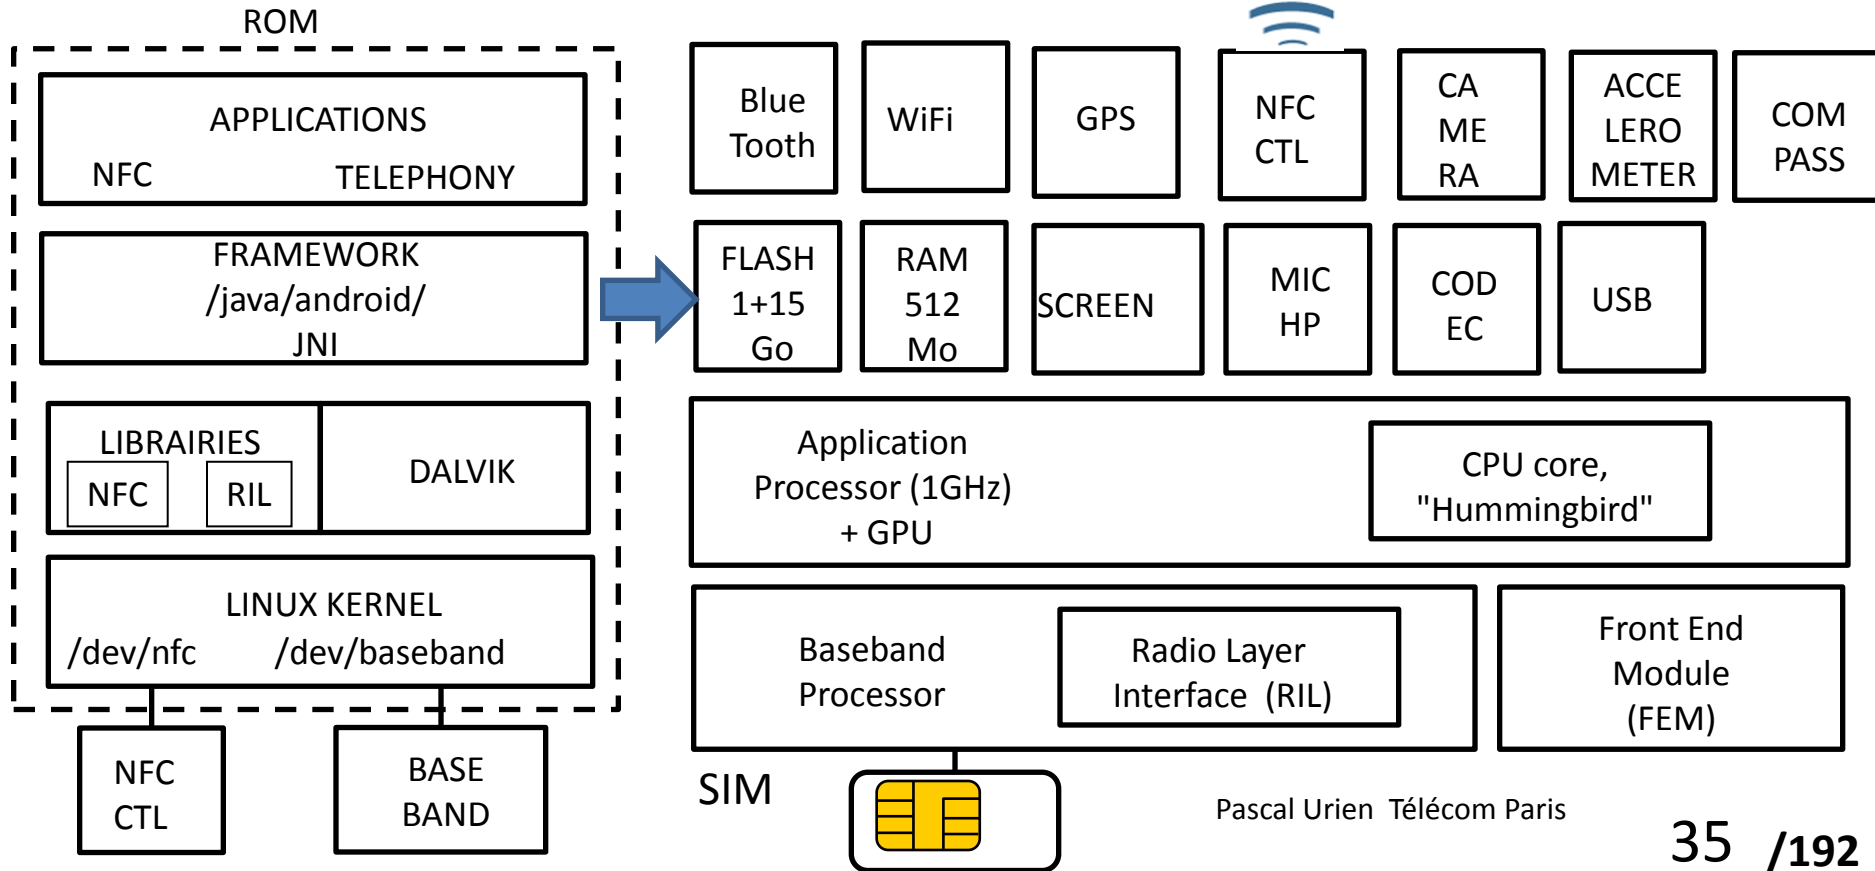 ROM
APPLICATIONS
NFC TELEPHONY
FRAMEWORK
/java/android/
JNI
LIBRAIRIES
NFC RIL
DALVIK
LINUX KERNEL
/dev/nfc /dev/baseband
NFC
CTL
BASE
BAND
Blue
Tooth
WiFi
GPS
NFC
CTL
CA
ME
RA
ACCE
LERO
METER
COM
PASS
FLASH
1+15
Go
RAM
512
Mo
SCREEN
MIC
HP
COD
EC
USB
Application
Processor (1GHz)
+ GPU
CPU core,
"Hummingbird"
Baseband
Processor
Radio Layer
Interface (RIL)
Front End
Module
(FEM)
SIM
Pascal Urien Télécom Paris
35 /192